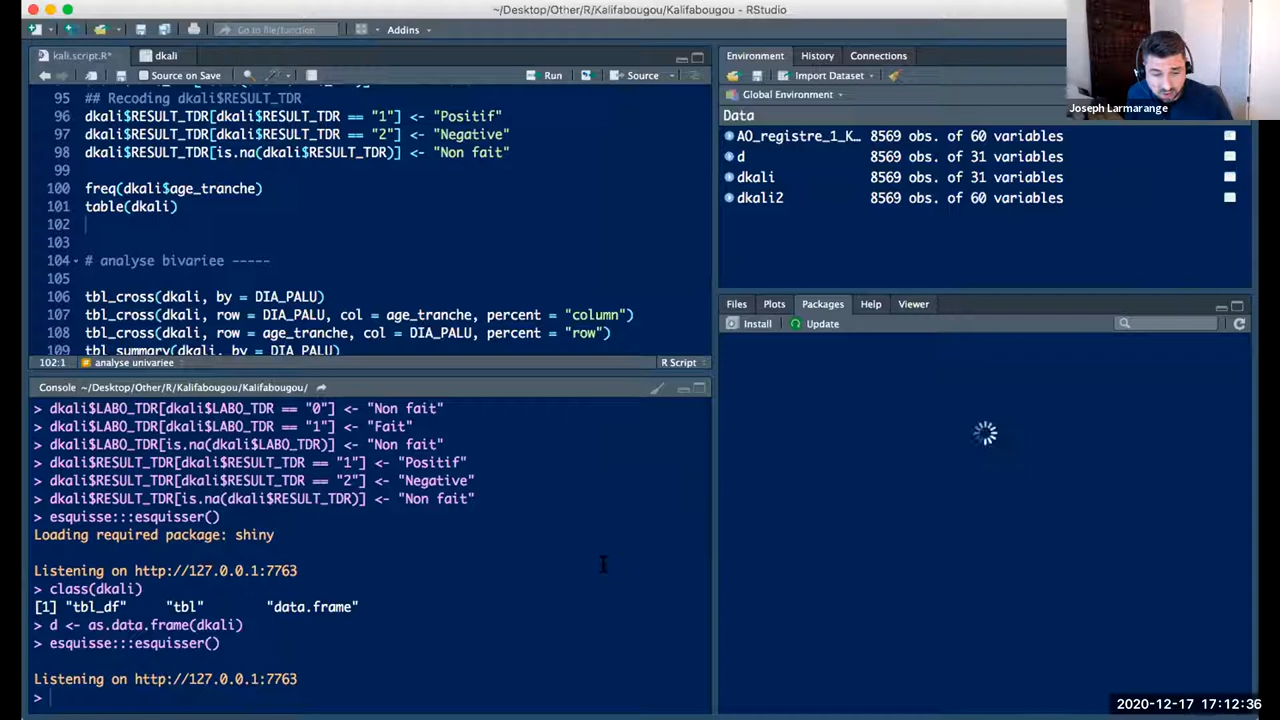 ~/Desktop/Other/R/Kalifabougou/Kalifabougou - RStudio
Go to file/function
Addins
kali.script.R*
dkali
Source on Save
Run
Source
95
## Recoding dkali$RESULT_TDR
96 dkali$RESULT_TDR[dkali$RESULT_TDR == "1"] <- "Positif"
97 dkali$RESULT_TDR[dkali$RESULT_TDR == "2"] <- "Negative"
98 dkali$RESULT_TDR[is.na(dkali$RESULT_TDR)] <- "Non fait"
99
100 freq(dkali$age_tranche)
101 table(dkali)
102
103
104 # analyse bivariee -----
105
106 tbl_cross(dkali, by = DIA_PALU)
107 tbl_cross(dkali, row = DIA_PALU, col = age_tranche, percent = "column")
108 tbl_cross(dkali, row = age_tranche, col = DIA_PALU, percent = "row")
109 tbl_summary(dkali, by = DIA_PALU)
102:1
analyse univariee
R Script
Console ~/Desktop/Other/R/Kalifabougou/Kalifabougou/
> dkali$LABO_TDR[dkali$LABO_TDR == "0"] <- "Non fait"
> dkali$LABO_TDR[dkali$LABO_TDR == "1"] <- "Fait"
> dkali$LABO_TDR[is.na(dkali$LABO_TDR)] <- "Non fait"
> dkali$RESULT_TDR[dkali$RESULT_TDR == "1"] <- "Positif"
> dkali$RESULT_TDR[dkali$RESULT_TDR == "2"] <- "Negative"
> dkali$RESULT_TDR[is.na(dkali$RESULT_TDR)] <- "Non fait"
> esquisse:::esquisser()
Loading required package: shiny
Listening on http://127.0.0.1:7763
> class(dkali)
[1] "tbl_df" "tbl" "data.frame"
> d <- as.data.frame(dkali)
> esquisse:::esquisser()
Listening on http://127.0.0.1:7763
>
Environment
History
Connections
Import Dataset
Global Environment
Data
AO_registre_1_K... 8569 obs. of 60 variables
d 8569 obs. of 31 variables
dkali 8569 obs. of 31 variables
dkali2 8569 obs. of 60 variables
Files
Plots
Packages
Help
Viewer
Install
Update
Joseph Larmarange
2020-12-17 17:12:36